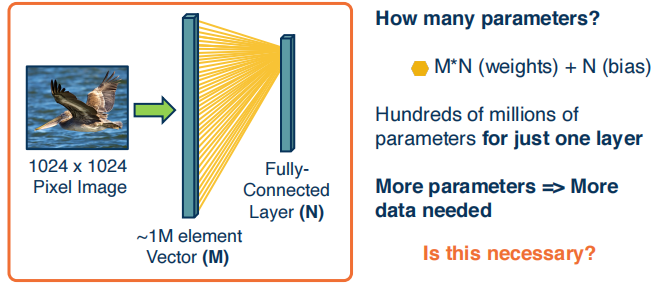 1024 x 1024
Pixel Image
~1M element
Vector (M)
Fully-
Connected
Layer (N)
How many parameters?
M*N (weights) + N (bias)
Hundreds of millions of
parameters for just one layer
More parameters => More
data needed
Is this necessary?